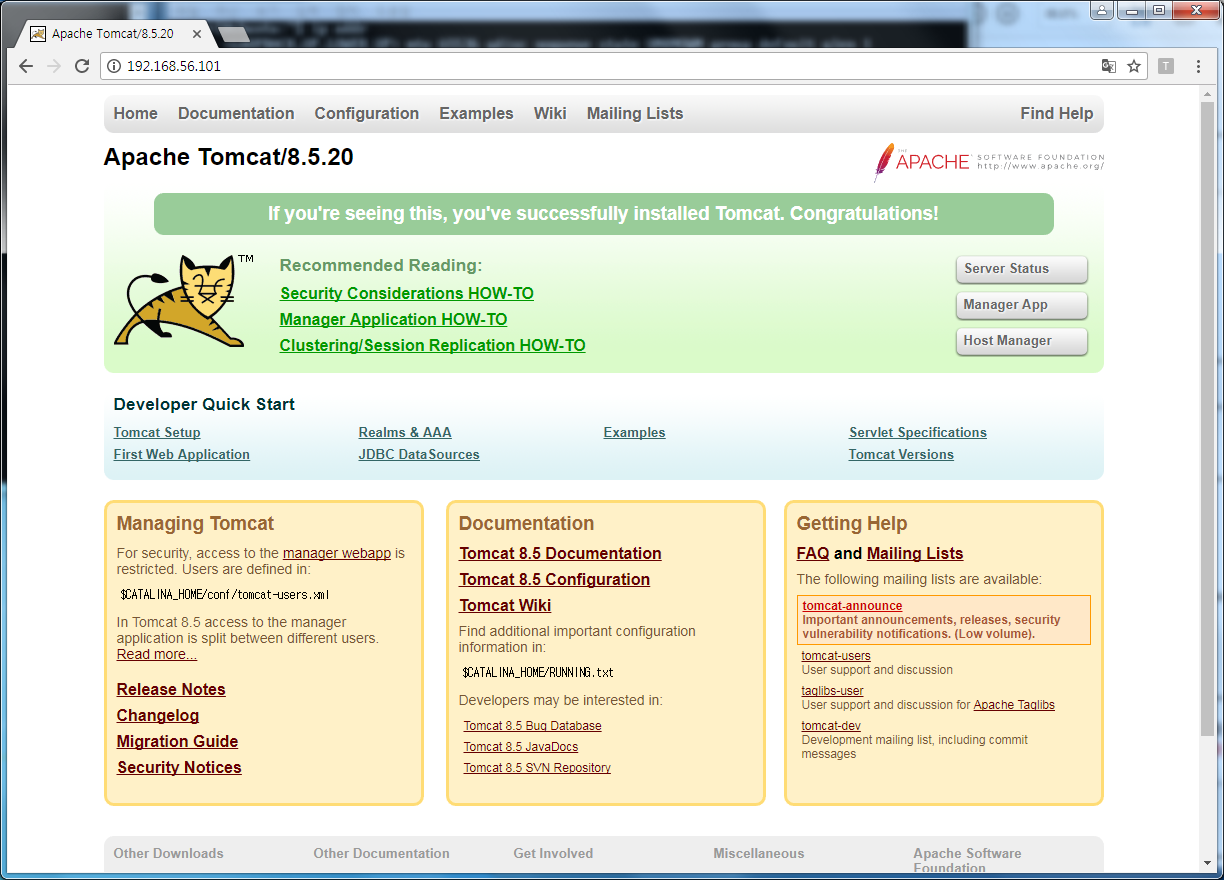 Apache Tomcat/8.5.20
192.168.56.101
T
Home Documentation Configuration Examples Wiki Mailing Lists Find Help
Apache Tomcat/8.5.20
THE APACHE SOFTWARE FOUNDATION
http://www.apache.org/
If you're seeing this, you've successfully installed Tomcat. Congratulations!
TM
Recommended Reading:
Security Considerations HOW-TO
Manager Application HOW-TO
Clustering/Session Replication HOW-TO
Server Status
Manager App
Host Manager
Developer Quick Start
Tomcat Setup
First Web Application
Realms & AAA
JDBC DataSources
Examples
Servlet Specifications
Tomcat Versions
Managing Tomcat
For security, access to the manager webapp is
restricted. Users are defined in:
$CATALINA_HOME/conf/tomcat-users.xml
In Tomcat 8.5 access to the manager
application is split between different users.
Read more...
Release Notes
Changelog
Migration Guide
Security Notices
Documentation
Tomcat 8.5 Documentation
Tomcat 8.5 Configuration
Tomcat Wiki
Find additional important configuration
information in:
$CATALINA_HOME/RUNNING.txt
Developers may be interested in:
Tomcat 8.5 Bug Database
Tomcat 8.5 JavaDocs
Tomcat 8.5 SVN Repository
Getting Help
FAQ and Mailing Lists
The following mailing lists are available:
tomcat-announce
Important announcements, releases, security
vulnerability notifications. (Low volume).
tomcat-users
User support and discussion
taglibs-user
User support and discussion for Apache Taglibs
tomcat-dev
Development mailing list, including commit
messages
Other Downloads
Other Documentation
Get Involved
Miscellaneous
Apache Software
Foundation